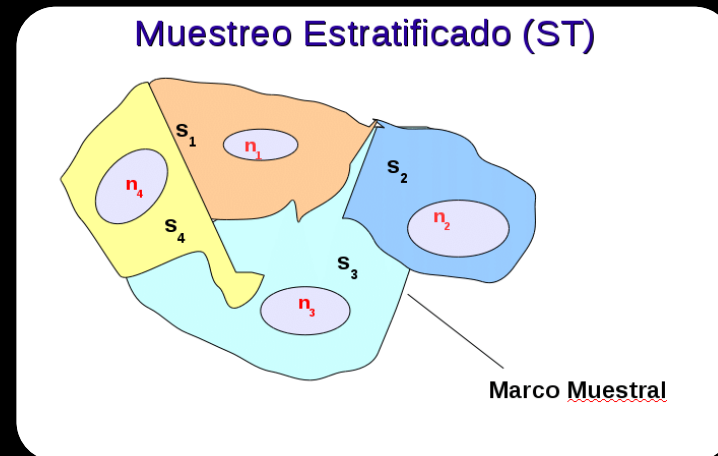 Muestreo Estratificado (ST)
S1
n1
S2
n4
n2
S4
S3
n3
Marco Muestral